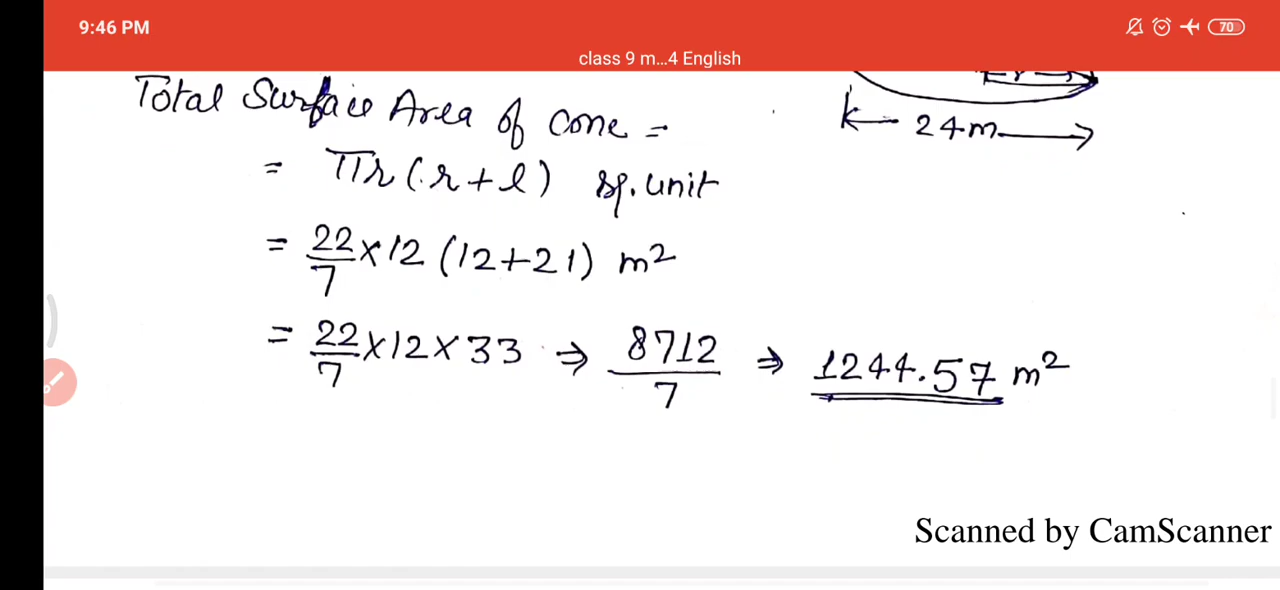 9:46 PM
70
class 9 m...4 English
Total Surface Area of Cone =
24m
= πr(r+l) sq. unit
= 22/7 × 12 (12+21) m²
= 22/7 × 12 × 33 ⇒ 8712/7 ⇒ 1244.57 m²
Scanned by CamScanner